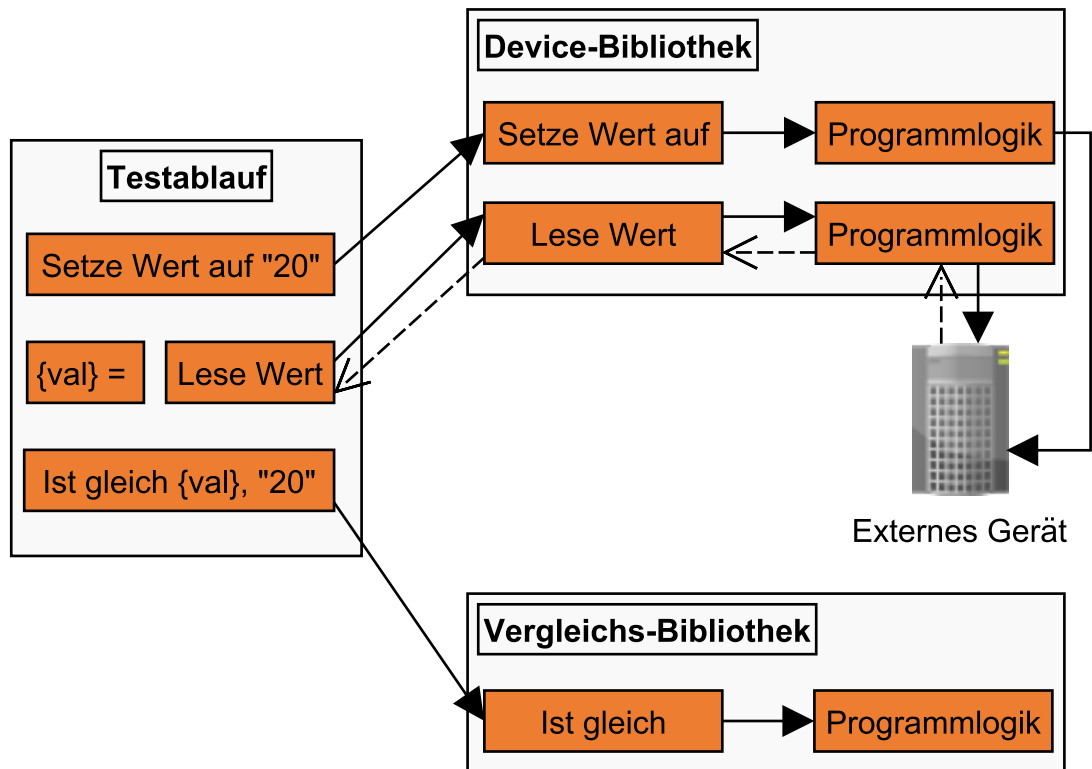 Device-Bibliothek
Setze Wert auf
Programmlogik
Lese Wert
Programmlogik
Testablauf
Setze Wert auf "20"
{val} =
Lese Wert
Ist gleich {val}, "20"
Externes Gerät
Vergleichs-Bibliothek
Ist gleich
Programmlogik